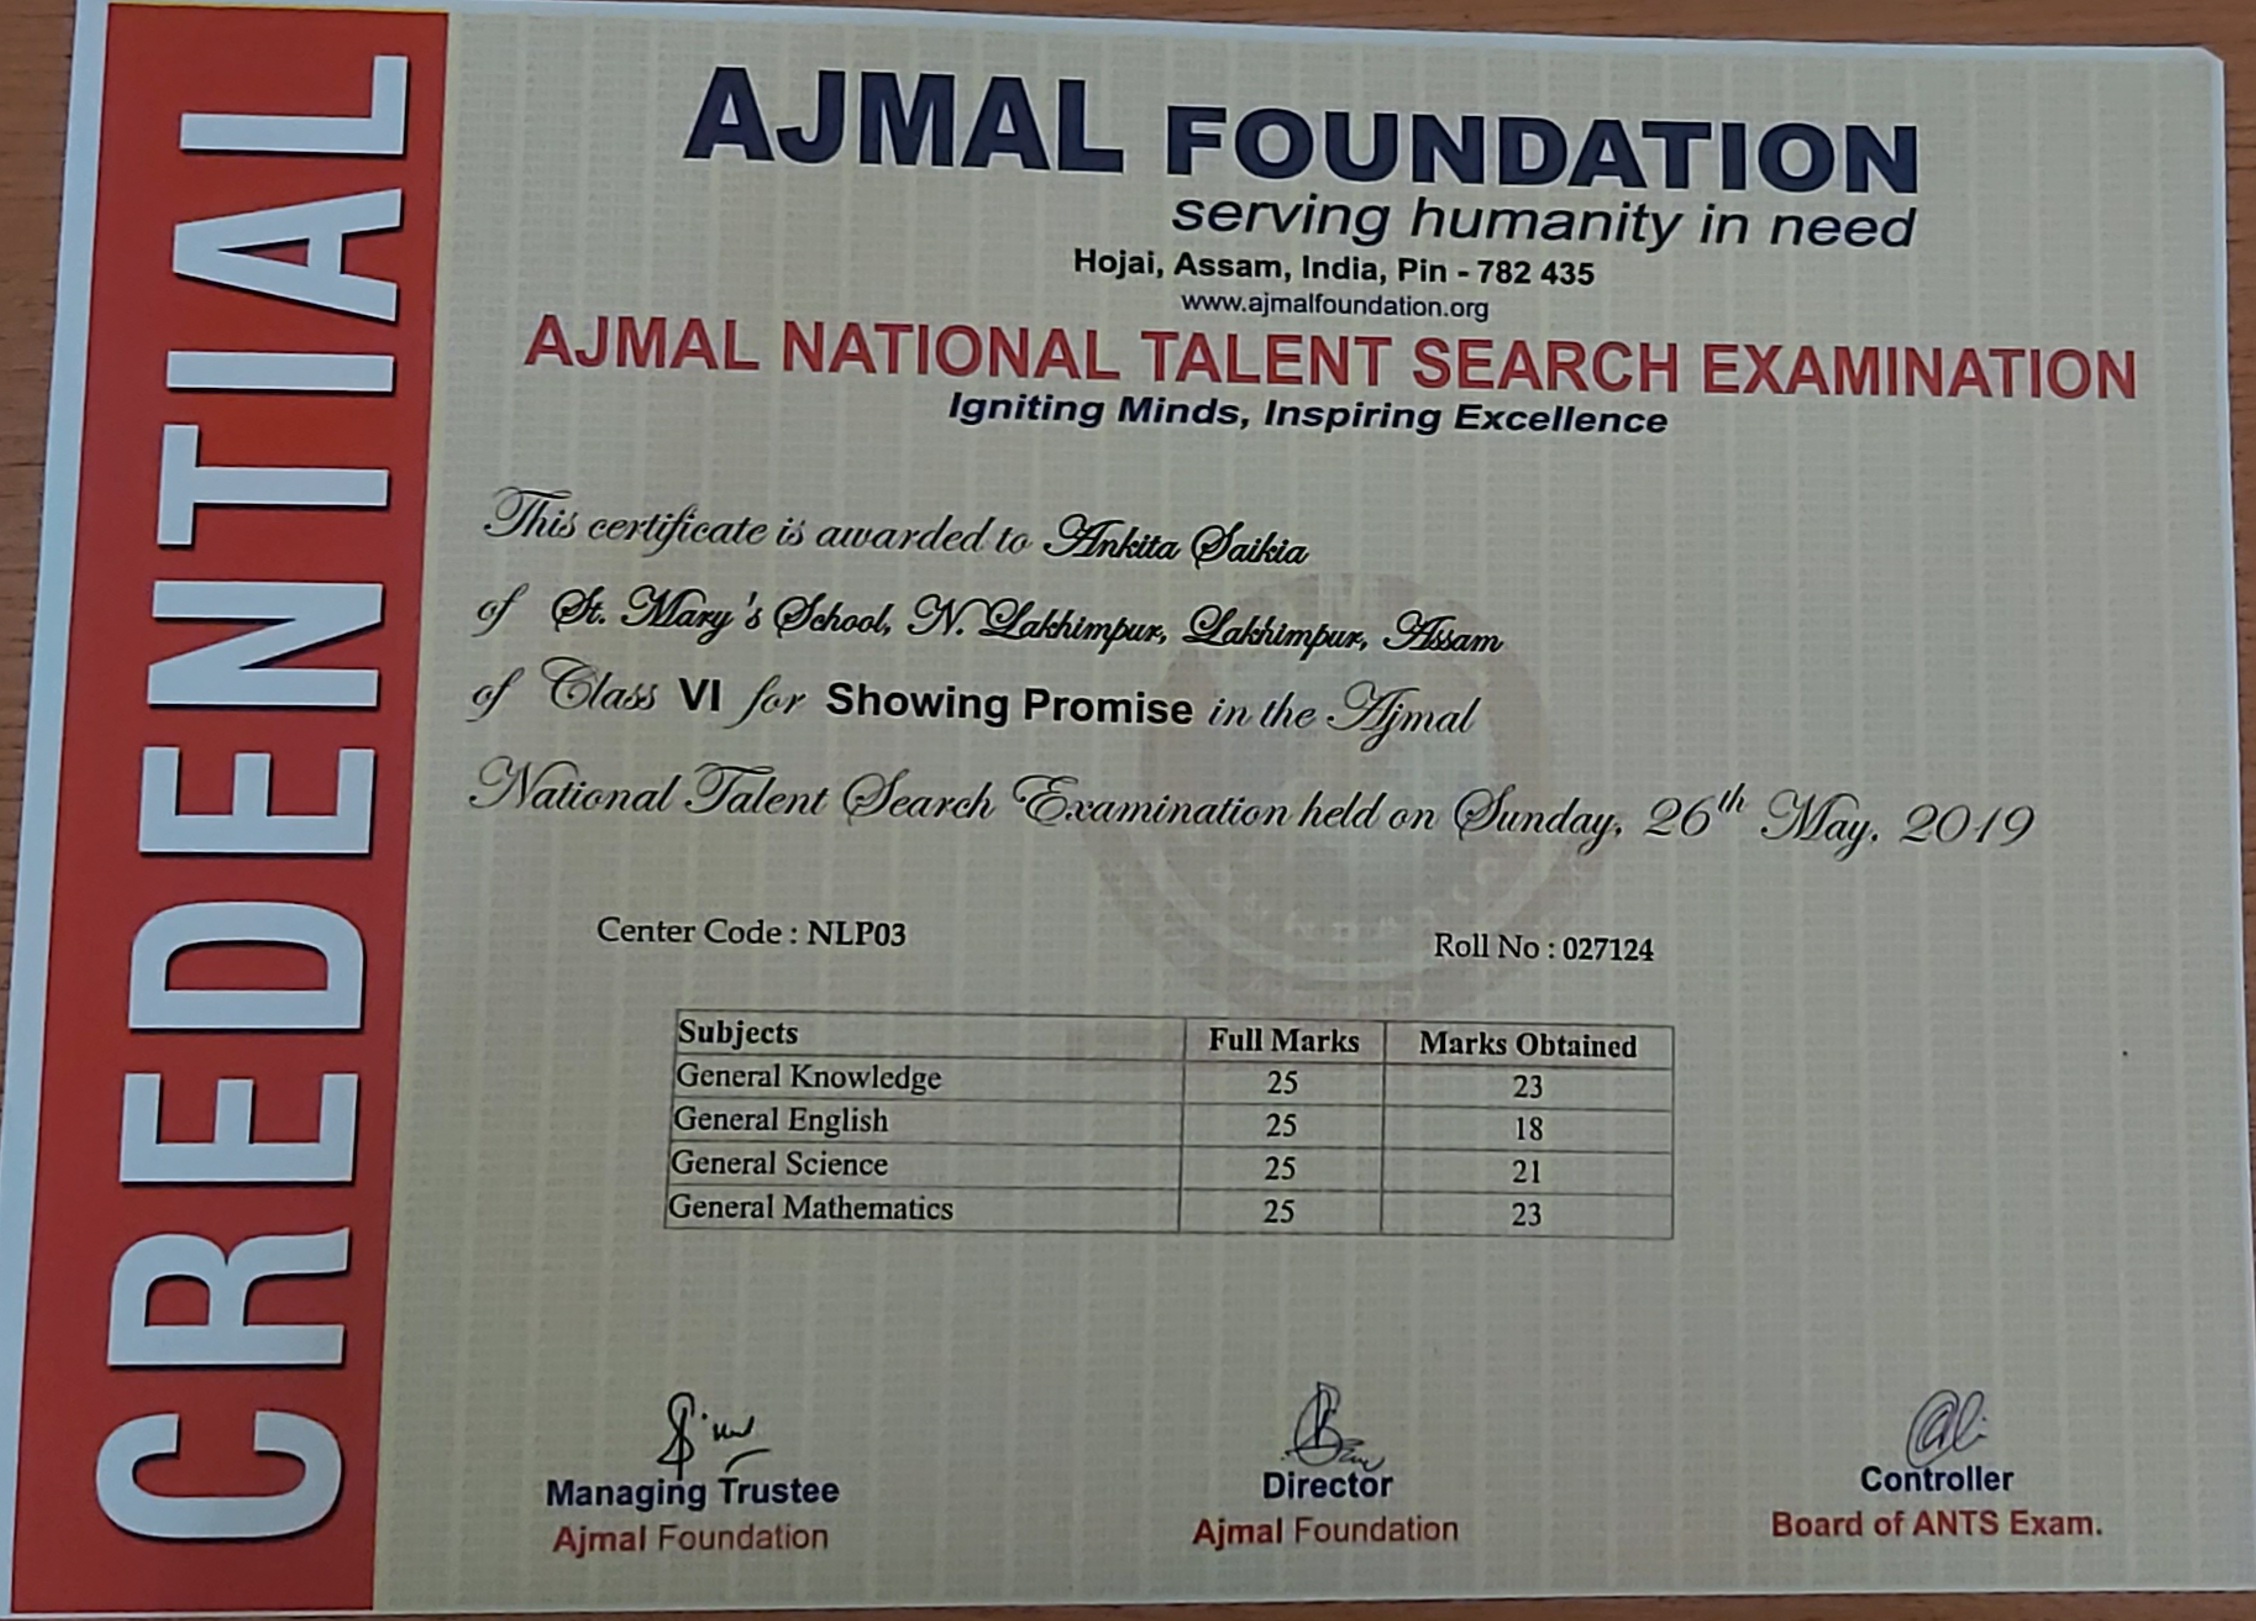 CREDENTIAL
AJMAL FOUNDATION
serving humanity in need
Hojai, Assam, India, Pin - 782 435
www.ajmalfoundation.org
AJMAL NATIONAL TALENT SEARCH EXAMINATION
Igniting Minds, Inspiring Excellence
This certificate is awarded to Ankita Saikia
of St. Mary's School, N. Lakhimpur, Lakhimpur, Assam
of Class VI for Showing Promise in the Ajmal
National Talent Search Examination held on Sunday, 26th May, 2019
Center Code : NLP03 Roll No : 027124
Subjects Full Marks Marks Obtained
General Knowledge 25 23
General English 25 18
General Science 25 21
General Mathematics 25 23
Managing Trustee Director Controller
Ajmal Foundation Ajmal Foundation Board of ANTS Exam.